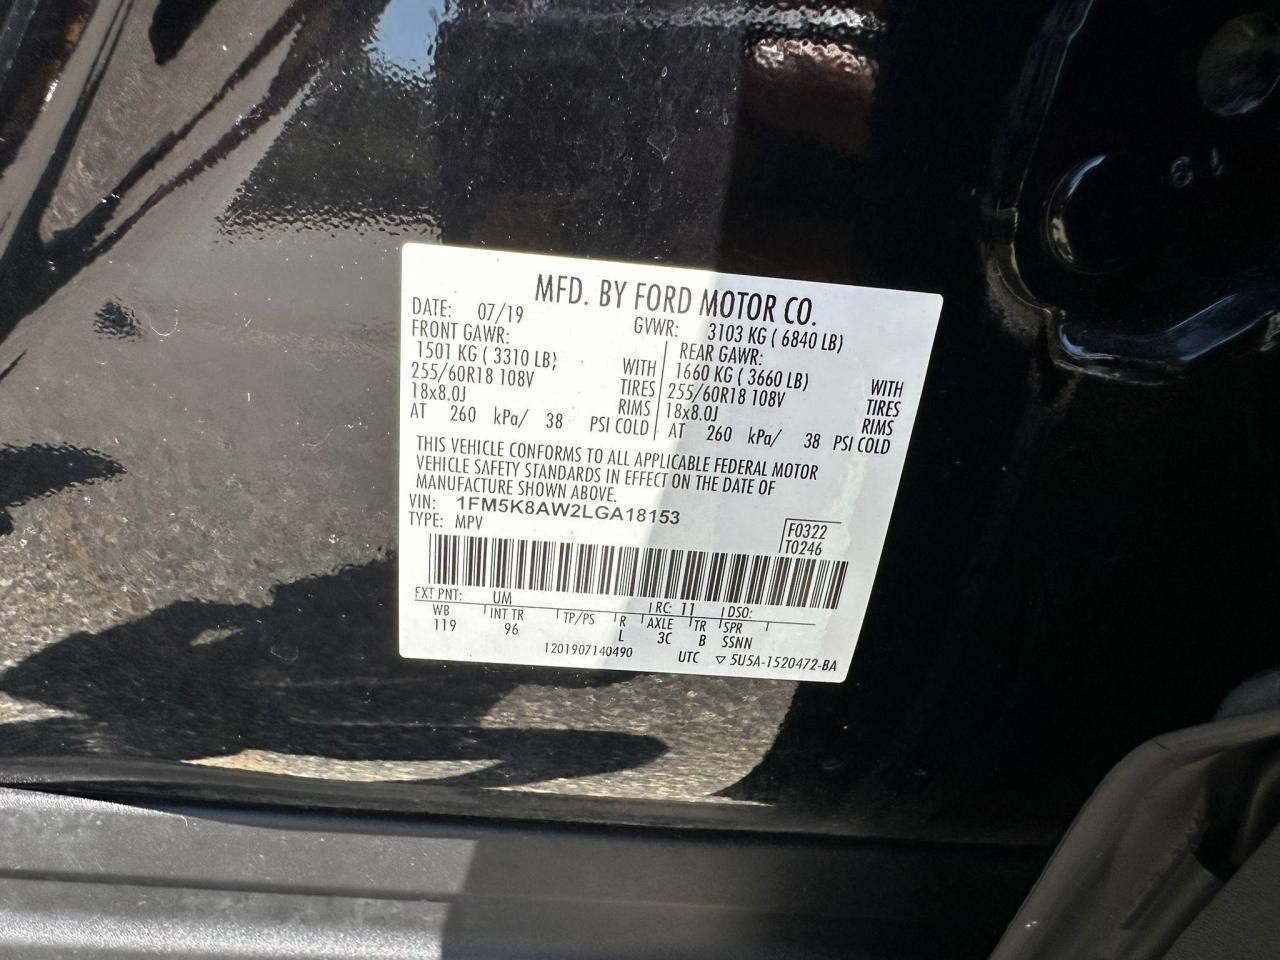 MFD. BY FORD MOTOR CO.
DATE: 07/19 GVWR: 3103 KG ( 6840 LB)
FRONT GAWR: REAR GAWR:
1501 KG ( 3310 LB) WITH 1660 KG ( 3660 LB) WITH
255/60R18 108V TIRES 255/60R18 108V TIRES
18x8.0J RIMS 18x8.0J RIMS
AT 260 kPa/ 38 PSI COLD AT 260 kPa/ 38 PSI COLD
THIS VEHICLE CONFORMS TO ALL APPLICABLE FEDERAL MOTOR
VEHICLE SAFETY STANDARDS IN EFFECT ON THE DATE OF
MANUFACTURE SHOWN ABOVE.
VIN: 1FM5K8AW2LGA18153
TYPE: MPV
F0322
T0246
EXT PNT: UM RC: 11 DSO:
WB INT TR TP/PS R AXLE TR SPR
119 96 L 3C B SSNN
1201907140490 UTC ▽ 5U5A-1520472-BA